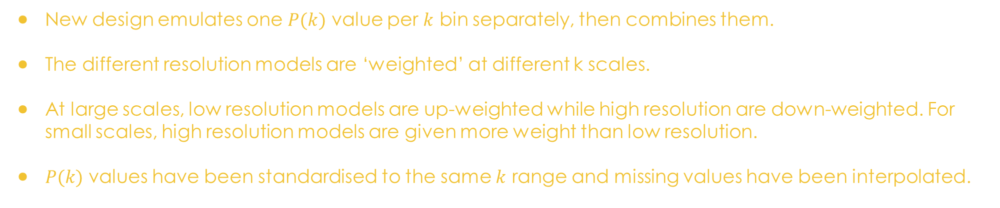 ● New design emulates one P(k) value per k bin separately, then combines them.
● The different resolution models are ‘weighted’ at different k scales.
● At large scales, low resolution models are up-weighted while high resolution are down-weighted. For
small scales, high resolution models are given more weight than low resolution.
● P(k) values have been standardised to the same k range and missing values have been interpolated.